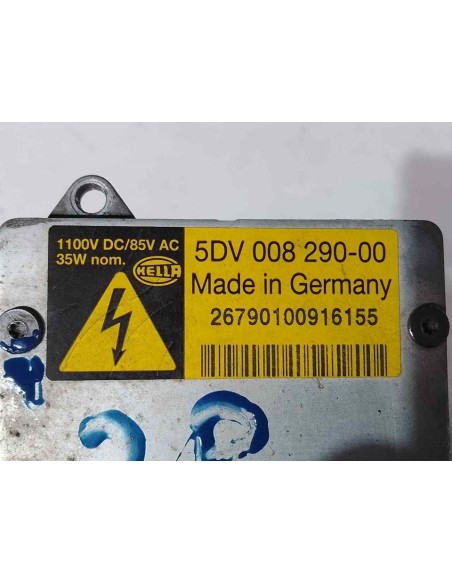 1100V DC/85V AC
35W nom.
HELLA
5DV 008 290-00
Made in Germany
26790100916155